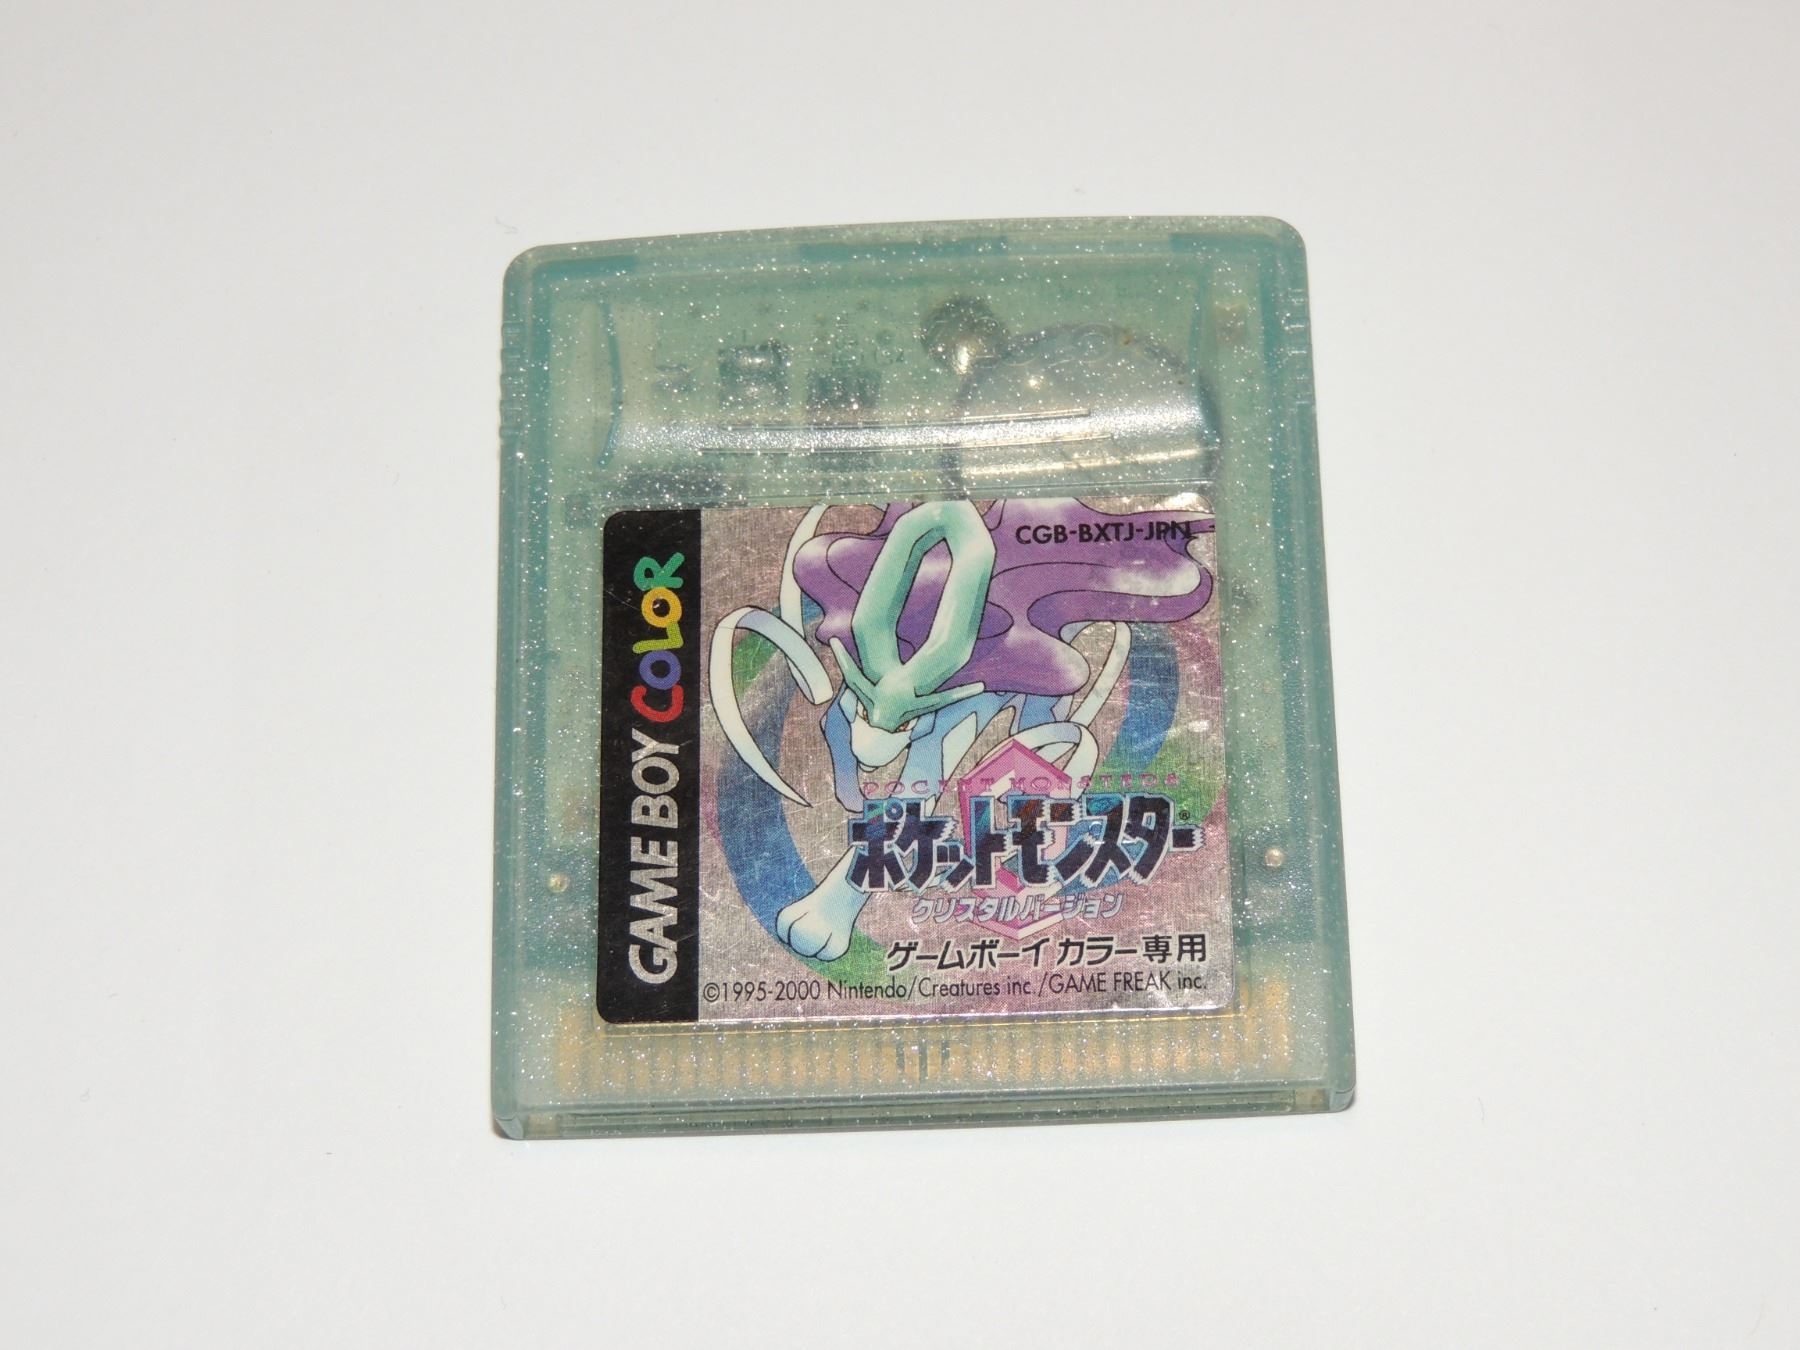 GAME BOY COLOR
CGB-BXTJ-JPN
POCKET MONSTERS
ポケットモンスター®
クリスタルバージョン
ゲームボーイ カラー専用
©1995-2000 Nintendo/Creatures inc./GAME FREAK inc.